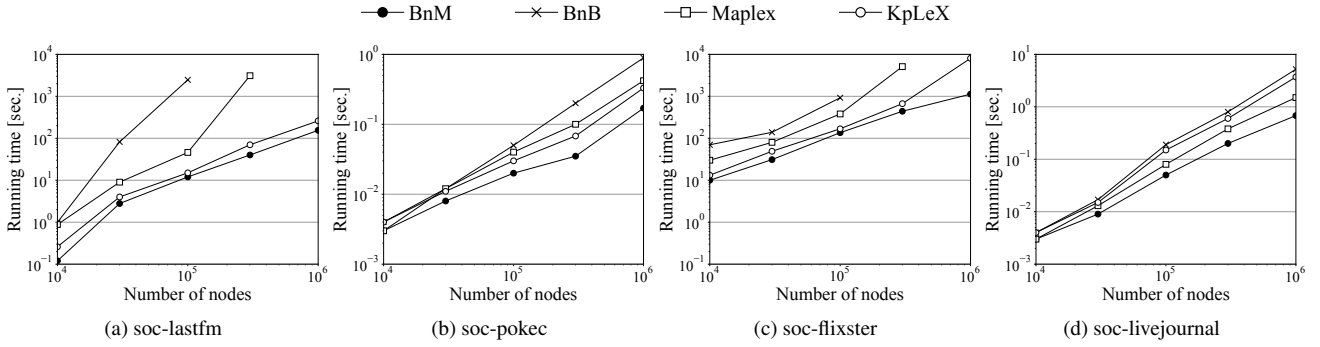 BnM BnB Maplex KpLeX
Running time [sec.]
10^4
10^3
10^2
10^1
10^0
10^-1
10^4 10^5 10^6
Number of nodes
(a) soc-lastfm
Running time [sec.]
10^0
10^-1
10^-2
10^-3
10^4 10^5 10^6
Number of nodes
(b) soc-pokec
Running time [sec.]
10^4
10^3
10^2
10^1
10^0
10^-1
10^4 10^5 10^6
Number of nodes
(c) soc-flixster
Running time [sec.]
10^1
10^0
10^-1
10^-2
10^-3
10^4 10^5 10^6
Number of nodes
(d) soc-livejournal